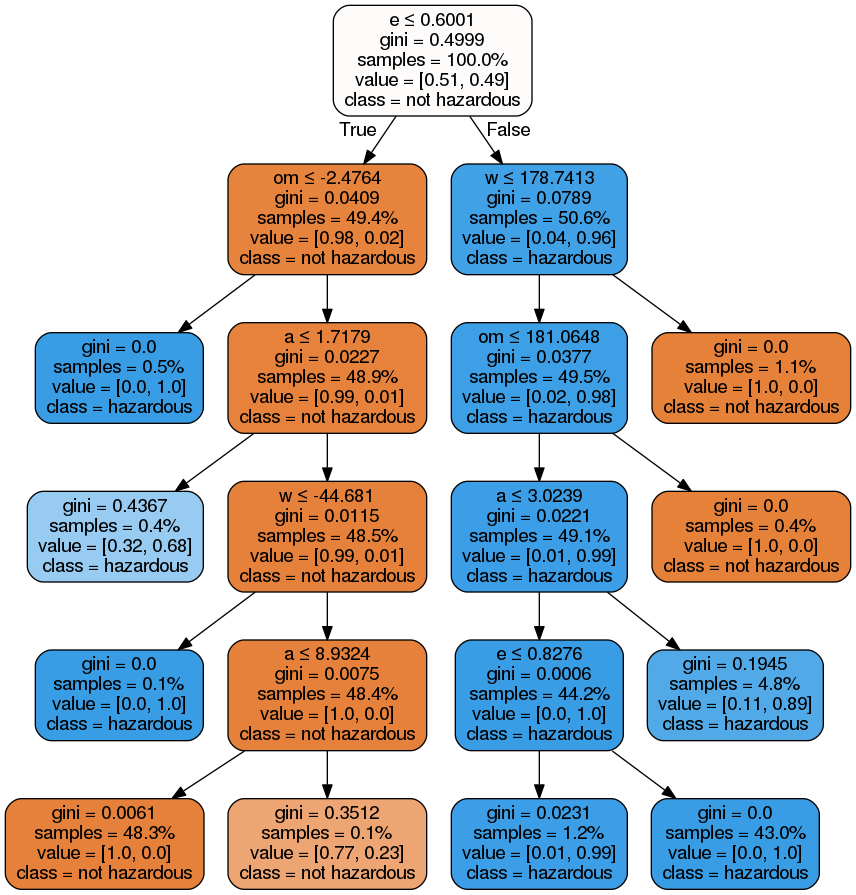 e ≤ 0.6001
gini = 0.4999
samples = 100.0%
value = [0.51, 0.49]
class = not hazardous
True
False
om ≤ -2.4764
gini = 0.0409
samples = 49.4%
value = [0.98, 0.02]
class = not hazardous
w ≤ 178.7413
gini = 0.0789
samples = 50.6%
value = [0.04, 0.96]
class = hazardous
gini = 0.0
samples = 0.5%
value = [0.0, 1.0]
class = hazardous
a ≤ 1.7179
gini = 0.0227
samples = 48.9%
value = [0.99, 0.01]
class = not hazardous
om ≤ 181.0648
gini = 0.0377
samples = 49.5%
value = [0.02, 0.98]
class = hazardous
gini = 0.0
samples = 1.1%
value = [1.0, 0.0]
class = not hazardous
gini = 0.4367
samples = 0.4%
value = [0.32, 0.68]
class = hazardous
w ≤ -44.681
gini = 0.0115
samples = 48.5%
value = [0.99, 0.01]
class = not hazardous
a ≤ 3.0239
gini = 0.0221
samples = 49.1%
value = [0.01, 0.99]
class = hazardous
gini = 0.0
samples = 0.4%
value = [1.0, 0.0]
class = not hazardous
gini = 0.0
samples = 0.1%
value = [0.0, 1.0]
class = hazardous
a ≤ 8.9324
gini = 0.0075
samples = 48.4%
value = [1.0, 0.0]
class = not hazardous
e ≤ 0.8276
gini = 0.0006
samples = 44.2%
value = [0.0, 1.0]
class = hazardous
gini = 0.1945
samples = 4.8%
value = [0.11, 0.89]
class = hazardous
gini = 0.0061
samples = 48.3%
value = [1.0, 0.0]
class = not hazardous
gini = 0.3512
samples = 0.1%
value = [0.77, 0.23]
class = not hazardous
gini = 0.0231
samples = 1.2%
value = [0.01, 0.99]
class = hazardous
gini = 0.0
samples = 43.0%
value = [0.0, 1.0]
class = hazardous